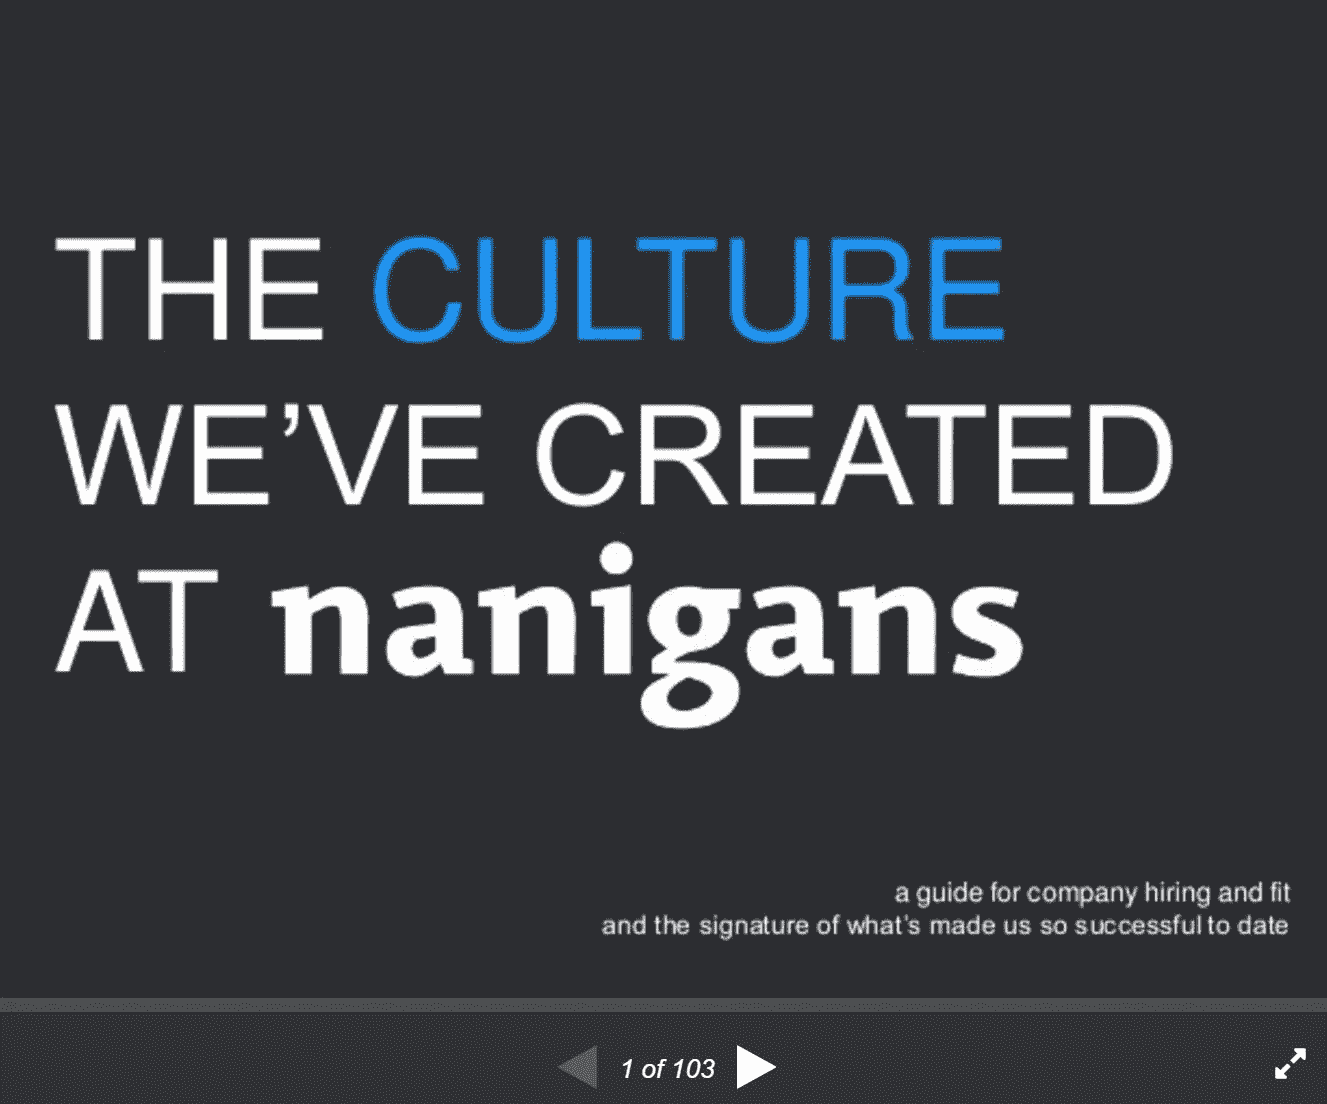 THE CULTURE
WE’VE CREATED
AT nanigans
a guide for company hiring and fit
and the signature of what's made us so successful to date
1 of 103